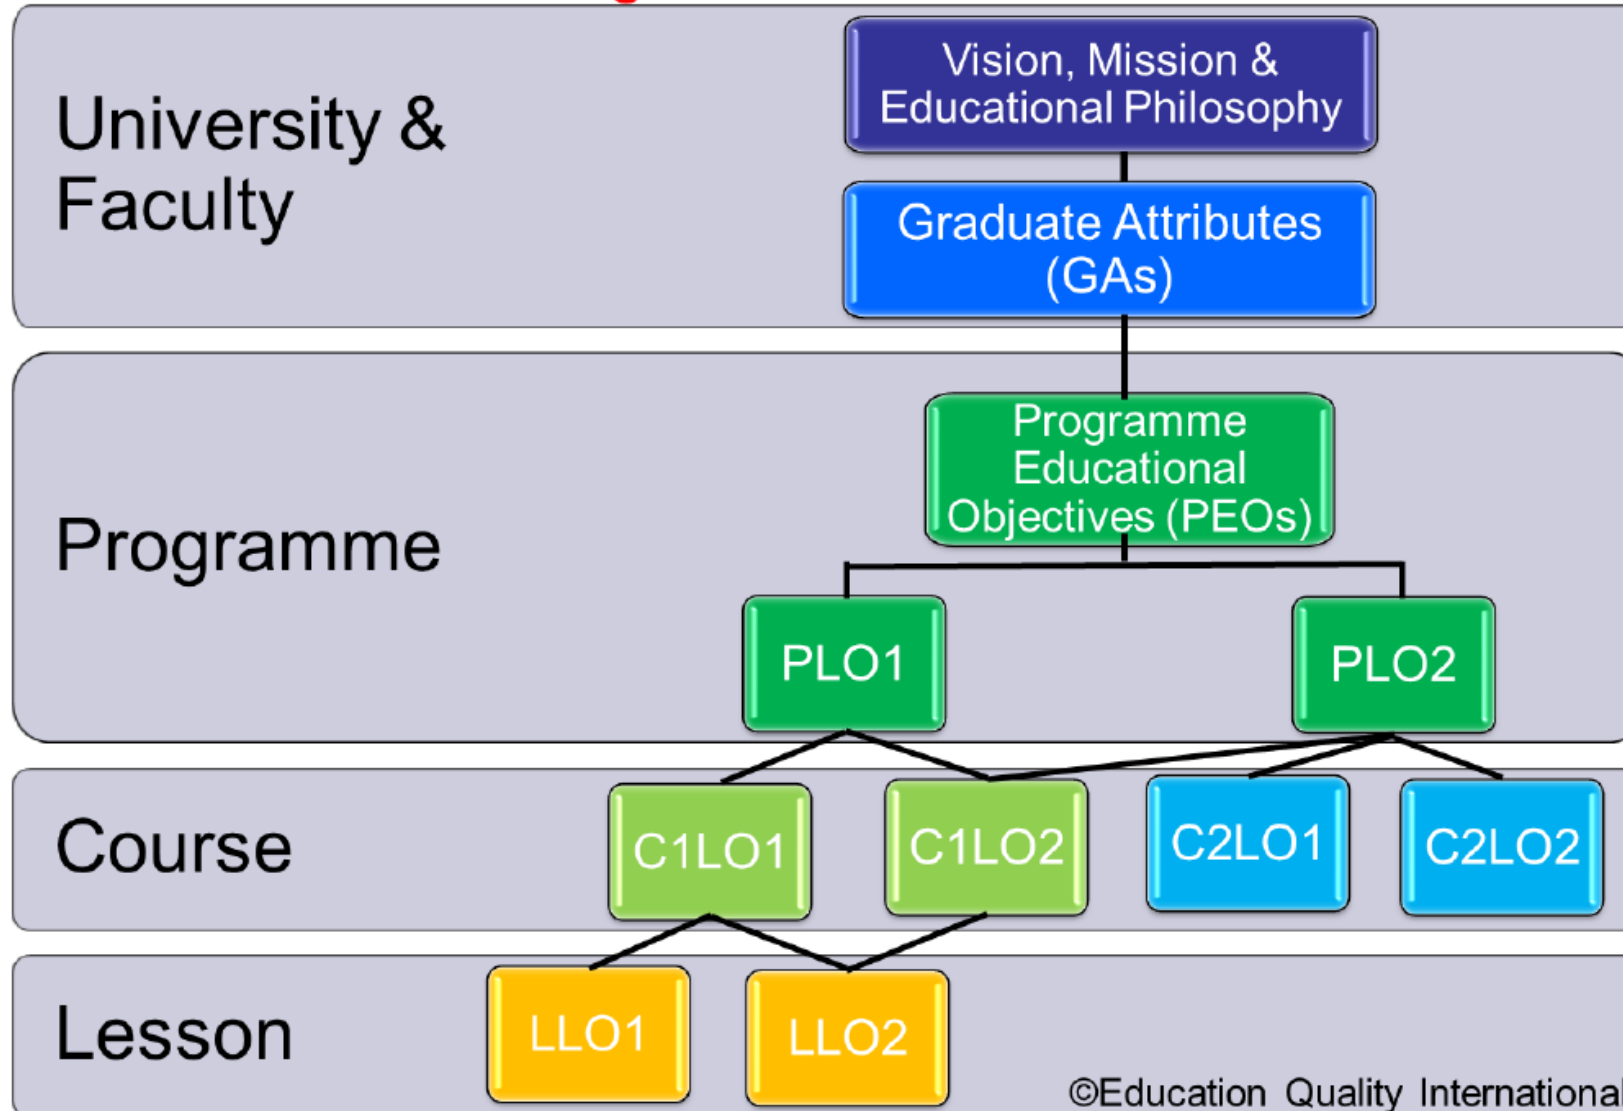 University &
Faculty
Vision, Mission &
Educational Philosophy
Graduate Attributes
(GAs)
Programme
Programme
Educational
Objectives (PEOs)
PLO1
PLO2
Course
C1LO1
C1LO2
C2LO1
C2LO2
Lesson
LLO1
LLO2
©Education Quality International